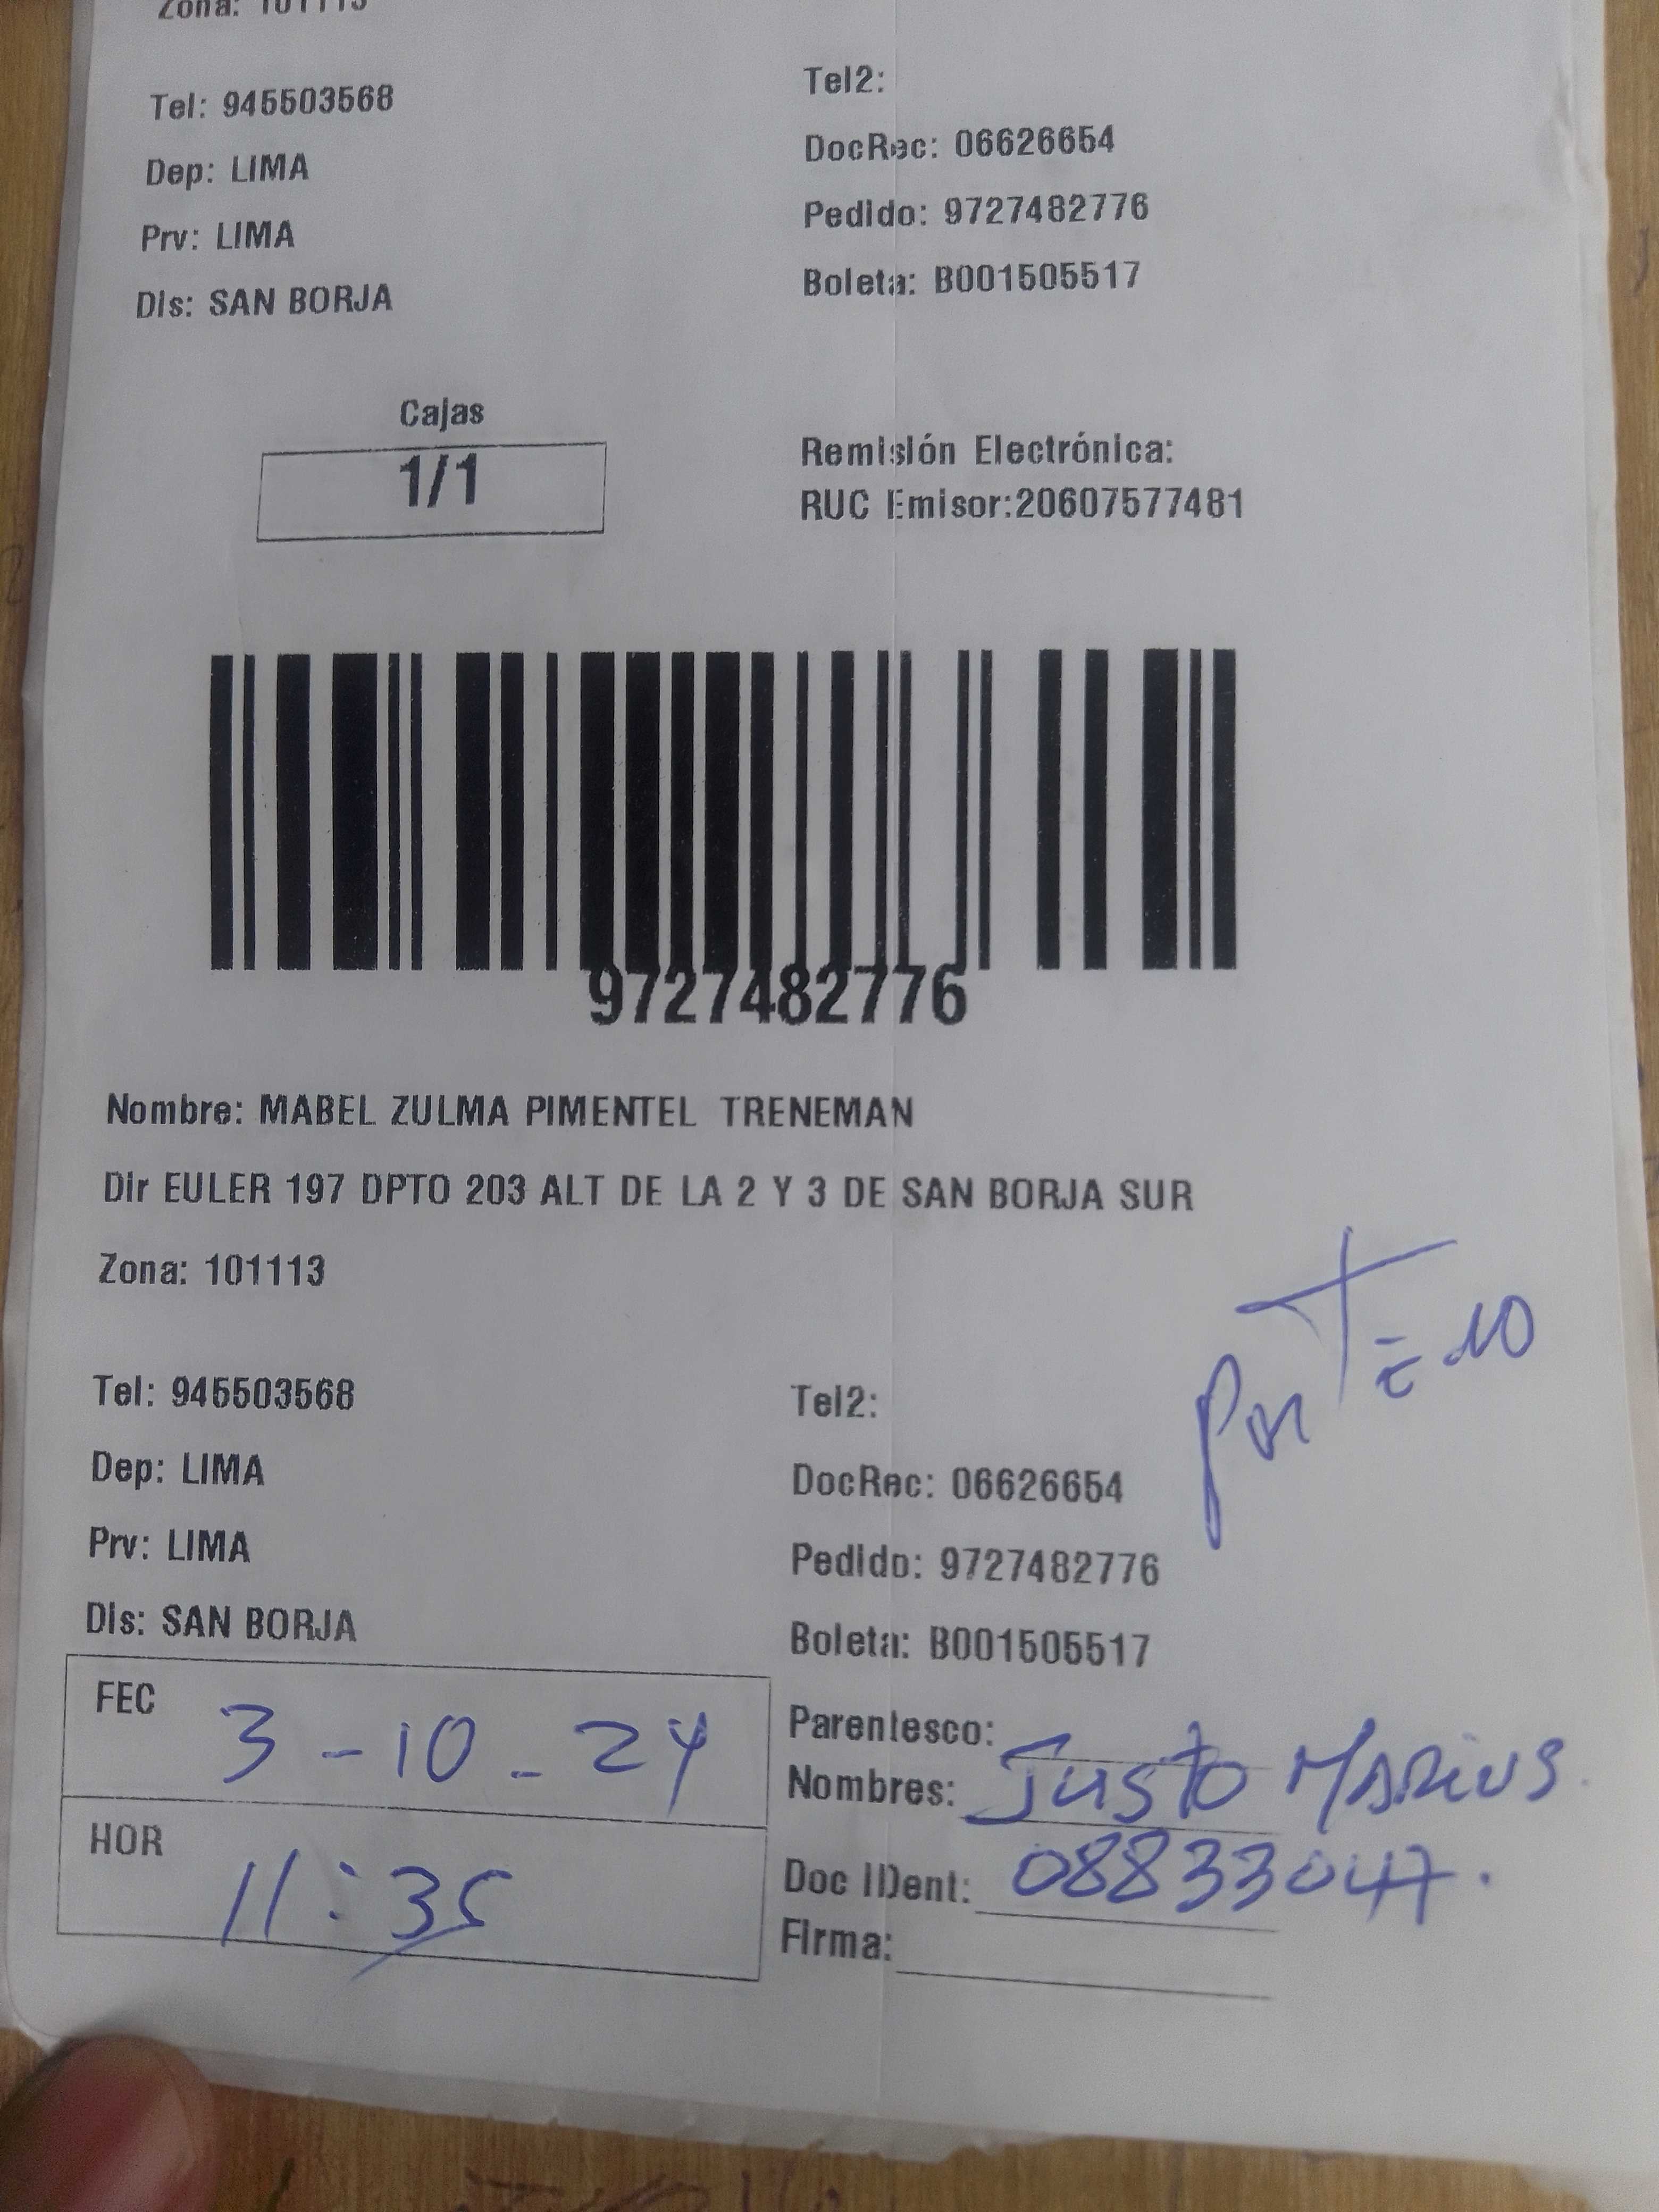 Zona: 101113
Tel: 945503568
Tel2:
Dep: LIMA
DocRec: 06626654
Prv: LIMA
Pedido: 9727482776
Dis: SAN BORJA
Boleta: B001505517
Cajas
1/1
Remisión Electrónica:
RUC Emisor:20607577481
9727482776
Nombre: MABEL ZULMA PIMENTEL TRENEMAN
Dir EULER 197 DPTO 203 ALT DE LA 2 Y 3 DE SAN BORJA SUR
Zona: 101113
Tel: 945503568
Tel2:
Dep: LIMA
DocRec: 06626654
Prv: LIMA
Pedido: 9727482776
Dis: SAN BORJA
Boleta: B001505517
FEC 3-10-24
Parentesco:
Nombres: Justo MARiños
HOR 11:35
Doc IDent: 08833047.
Firma: